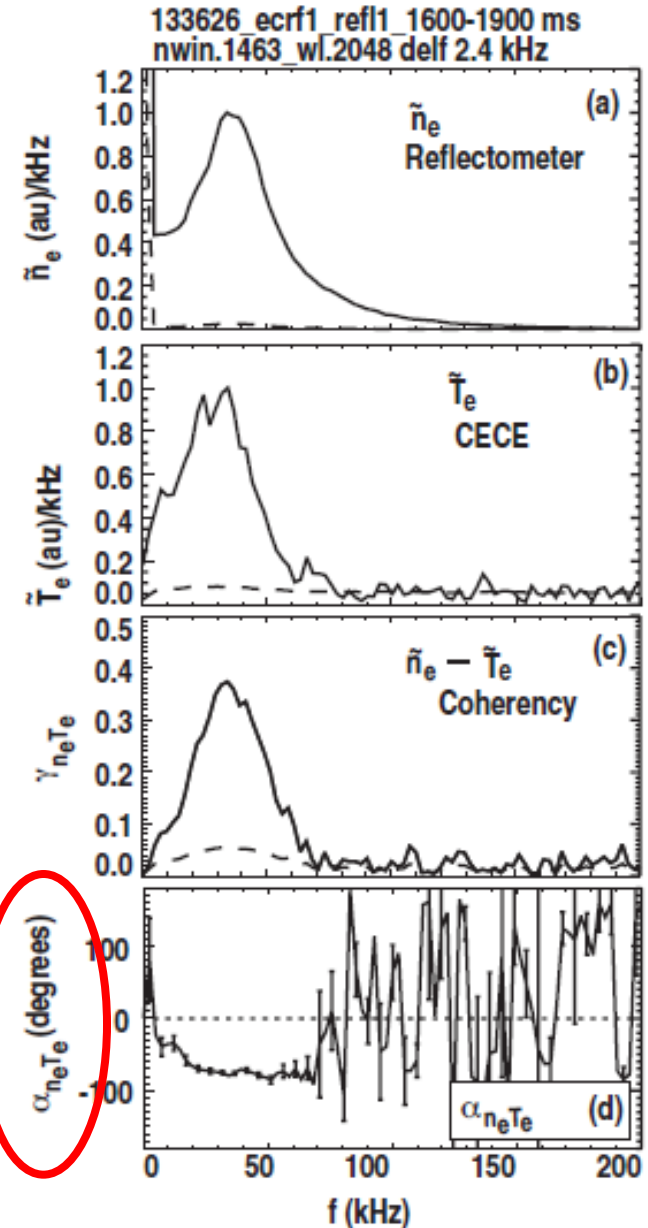 133626_ecrf1_refl1_1600-1900 ms
nwin.1463_wl.2048 delf 2.4 kHz
1.2
1.0
0.8
0.6
0.4
0.2
0.0
ñe (au)/kHz
(a)
ñe
Reflectometer
1.2
1.0
0.8
0.6
0.4
0.2
0.0
T̃e (au)/kHz
(b)
T̃e
CECE
0.5
0.4
0.3
0.2
0.1
0.0
γneTe
(c)
ñe – T̃e
Coherency
100
0
-100
αneTe (degrees)
αneTe
(d)
0 50 100 150 200
f (kHz)